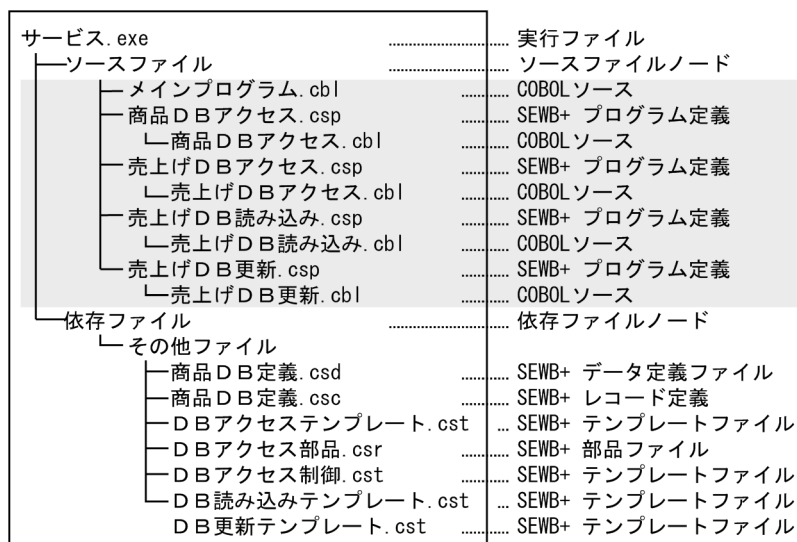 サービス.exe ............................ 実行ファイル
ソースファイル ............................ ソースファイルノード
メインプログラム.cbl ............ COBOLソース
商品ＤＢアクセス.csp ............ SEWB+ プログラム定義
商品ＤＢアクセス.cbl ............ COBOLソース
売上げＤＢアクセス.csp ............ SEWB+ プログラム定義
売上げＤＢアクセス.cbl ............ COBOLソース
売上げＤＢ読み込み.csp ............ SEWB+ プログラム定義
売上げＤＢ読み込み.cbl ............ COBOLソース
売上げＤＢ更新.csp ............ SEWB+ プログラム定義
売上げＤＢ更新.cbl ............ COBOLソース
依存ファイル ............................ 依存ファイルノード
その他ファイル
商品ＤＢ定義.csd ............ SEWB+ データ定義ファイル
商品ＤＢ定義.csc ............ SEWB+ レコード定義
ＤＢアクセステンプレート.cst ... SEWB+ テンプレートファイル
ＤＢアクセス部品.csr ............ SEWB+ 部品ファイル
ＤＢアクセス制御.cst ............ SEWB+ テンプレートファイル
ＤＢ読み込みテンプレート.cst ... SEWB+ テンプレートファイル
ＤＢ更新テンプレート.cst ............ SEWB+ テンプレートファイル